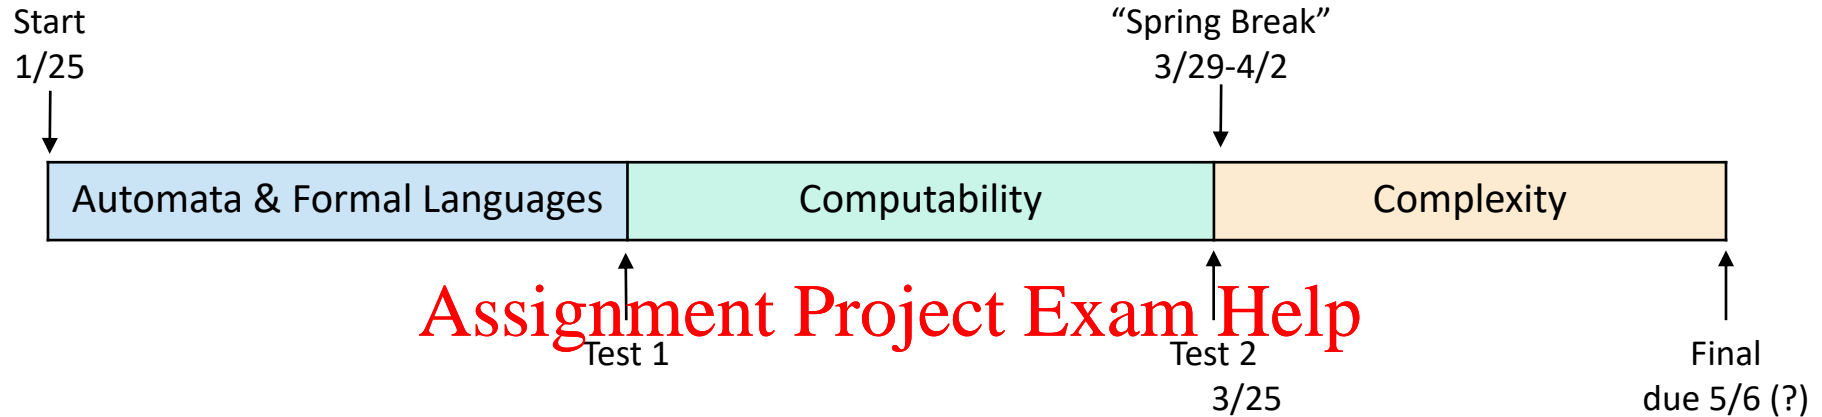 Start
1/25
“Spring Break”
3/29-4/2
Automata & Formal Languages
Computability
Complexity
Assignment Project Exam Help
Test 1
Test 2
3/25
Final
due 5/6 (?)